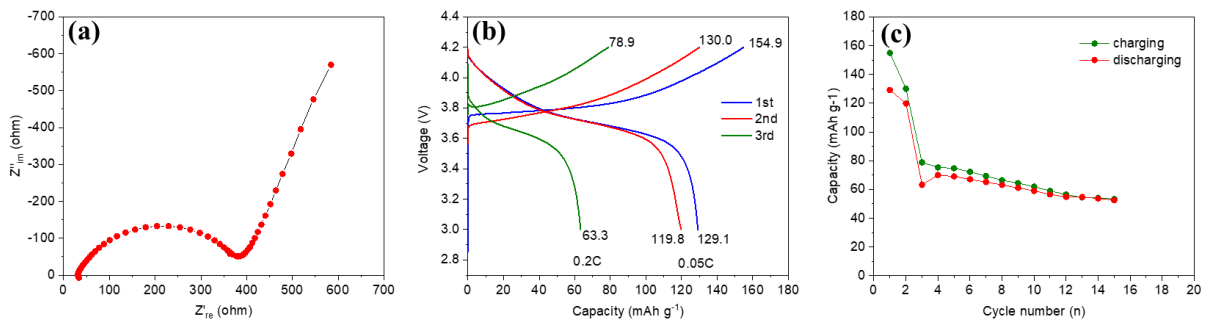 (a)
-700
-600
-500
-400
-300
-200
-100
0
0 100 200 300 400 500 600 700
Z''im (ohm)
Z're (ohm)
(b)
4.4
4.2
4.0
3.8
3.6
3.4
3.2
3.0
2.8
0 20 40 60 80 100 120 140 160 180
Voltage (V)
Capacity (mAh g-1)
78.9 130.0 154.9
1st
2nd
3rd
63.3 119.8 129.1
0.2C 0.05C
(c)
180
160
140
120
100
80
60
40
20
0
0 2 4 6 8 10 12 14 16
Capacity (mAh g-1)
Cycle number (n)
charging
discharging